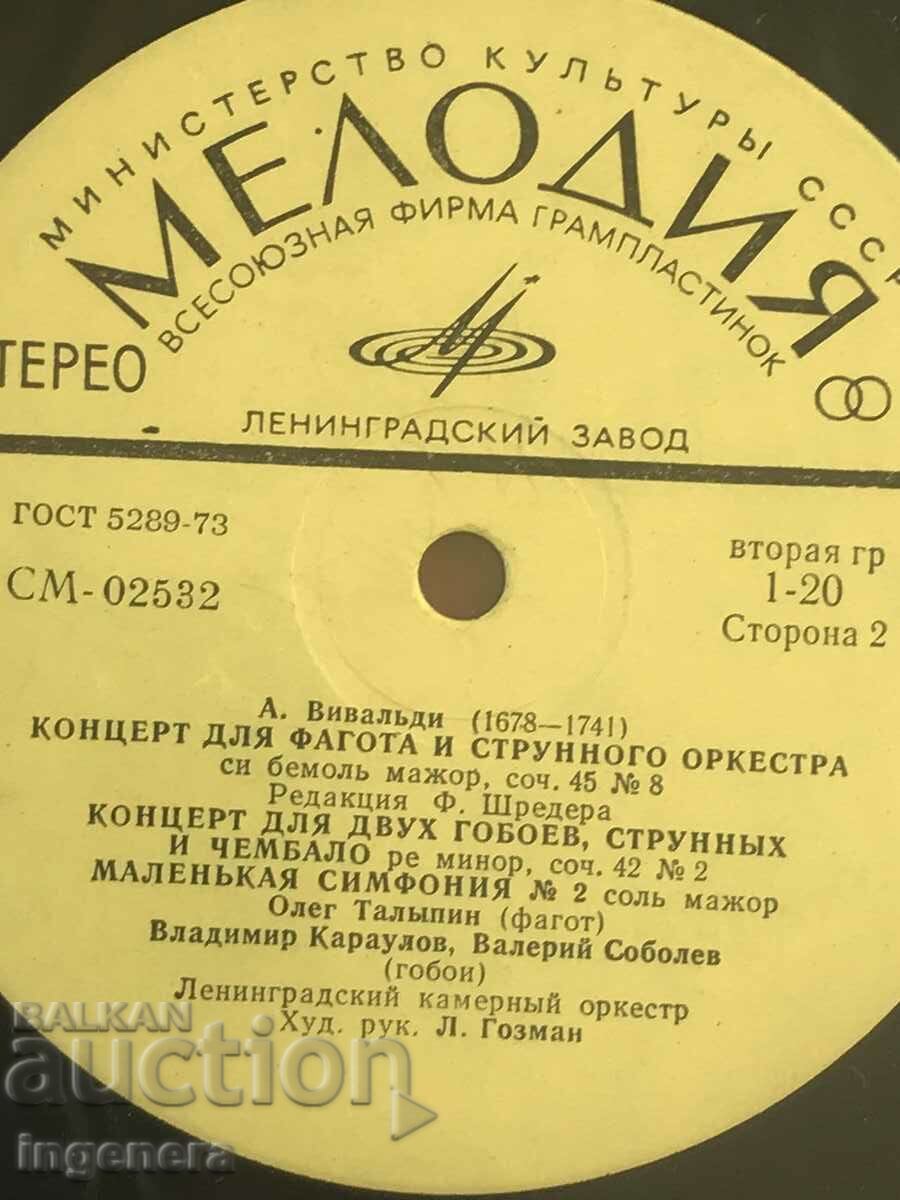 МИНИСТЕРСТВО КУЛЬТУРЫ СССР
МЕЛОДИЯ
ВСЕСОЮЗНАЯ ФИРМА ГРАМПЛАСТИНОК
ТЕРЕО
ЛЕНИНГРАДСКИЙ ЗАВОД
ГОСТ 5289-73
СМ-02532
вторая гр
1-20
Сторона 2
А. Вивальди (1678—1741)
КОНЦЕРТ ДЛЯ ФАГОТА И СТРУННОГО ОРКЕСТРА
си бемоль мажор, соч. 45 № 8
Редакция Ф. Шредера
КОНЦЕРТ ДЛЯ ДВУХ ГОБОЕВ, СТРУННЫХ
И ЧЕМБАЛО ре минор, соч. 42 № 2
МАЛЕНЬКАЯ СИМФОНИЯ № 2 соль мажор
Олег Талыпин (фагот)
Владимир Караулов, Валерий Соболев
(гобои)
Ленинградский камерный оркестр
Худ. рук. Л. Гозман
BALKAN
auction
ingenera